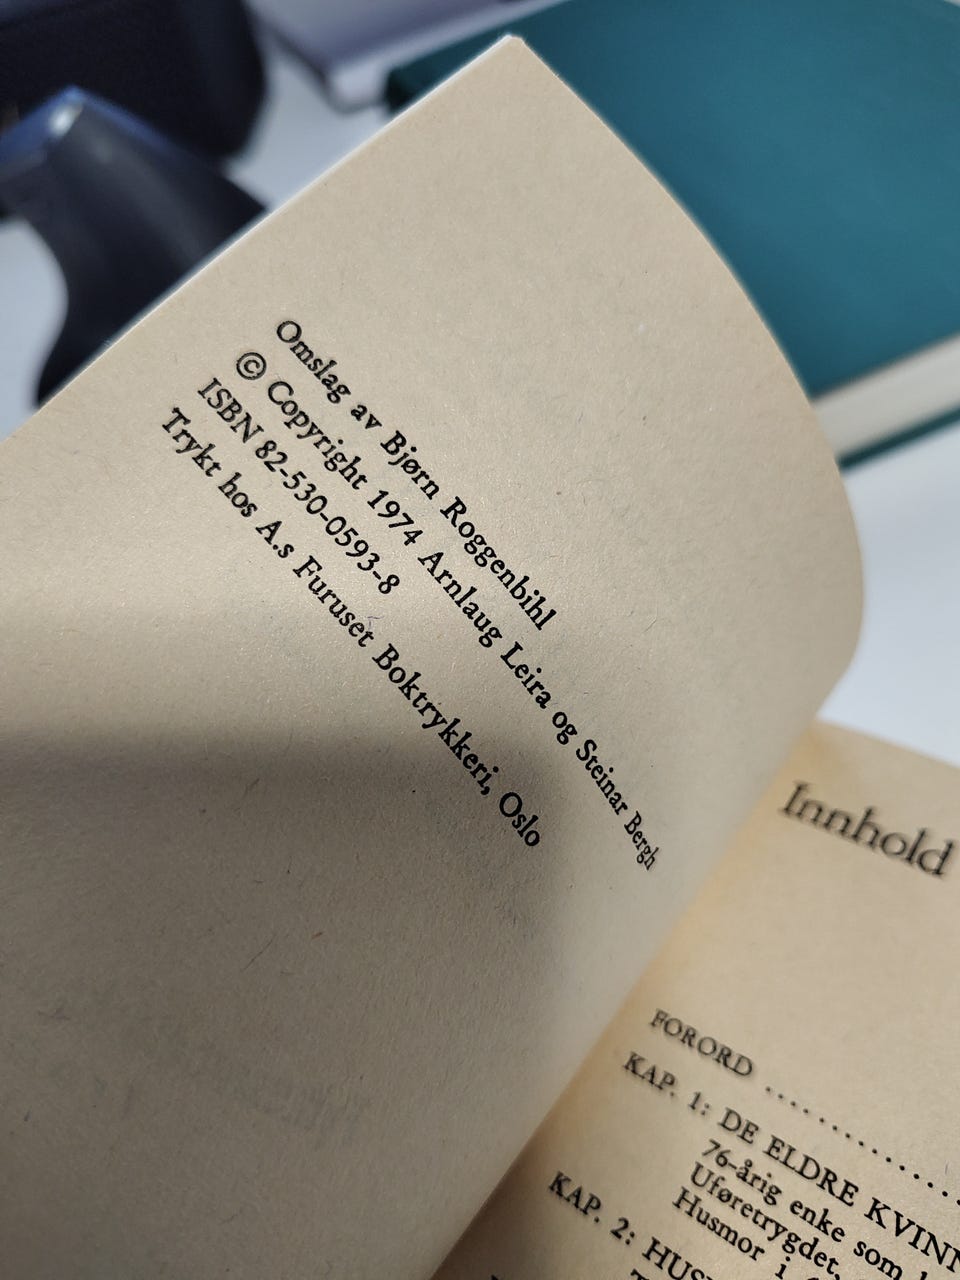 Omslag av Bjørn Roggenbihl
© Copyright 1974 Arnlaug Leira og Steinar Bergh
ISBN 82-530-0593-8
Trykt hos A.s Furuset Boktrykkeri, Oslo
Innhold
FORORD ....................
KAP. 1: DE ELDRE KVINN
76-årig enke som
Uføretrygdet.
Husmor i
KAP. 2: